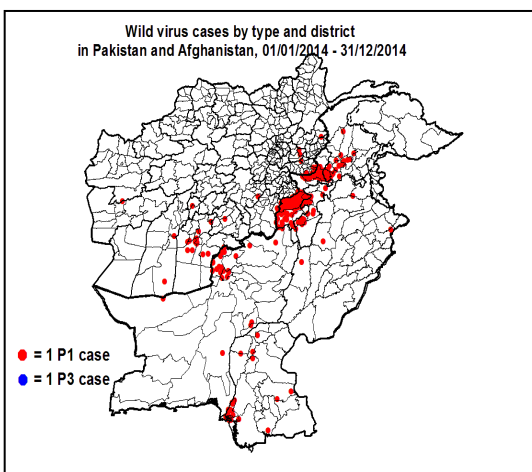 Wild virus cases by type and district
in Pakistan and Afghanistan, 01/01/2014 - 31/12/2014
= 1 P1 case
= 1 P3 case